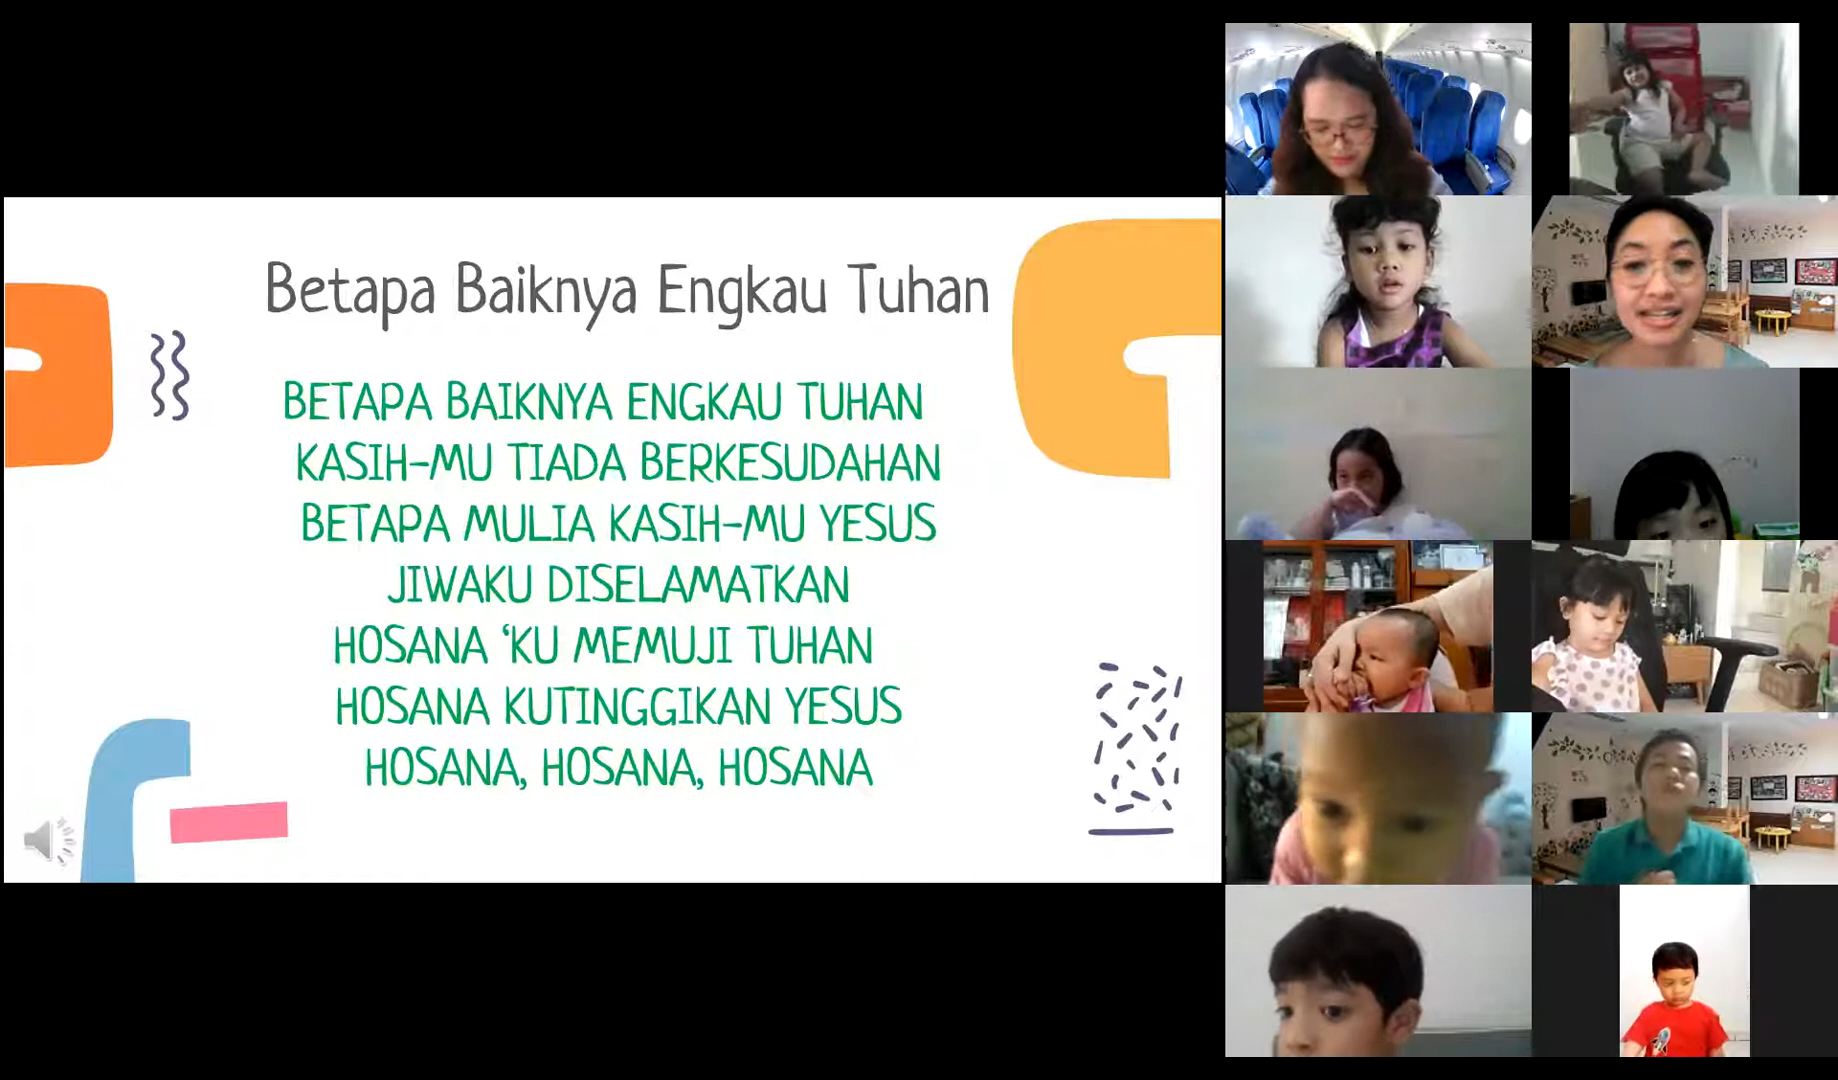 Betapa Baiknya Engkau Tuhan
BETAPA BAIKNYA ENGKAU TUHAN
KASIH-MU TIADA BERKESUDAHAN
BETAPA MULIA KASIH-MU YESUS
JIWAKU DISELAMATKAN
HOSANA ‘KU MEMUJI TUHAN
HOSANA KUTINGGIKAN YESUS
HOSANA, HOSANA, HOSANA